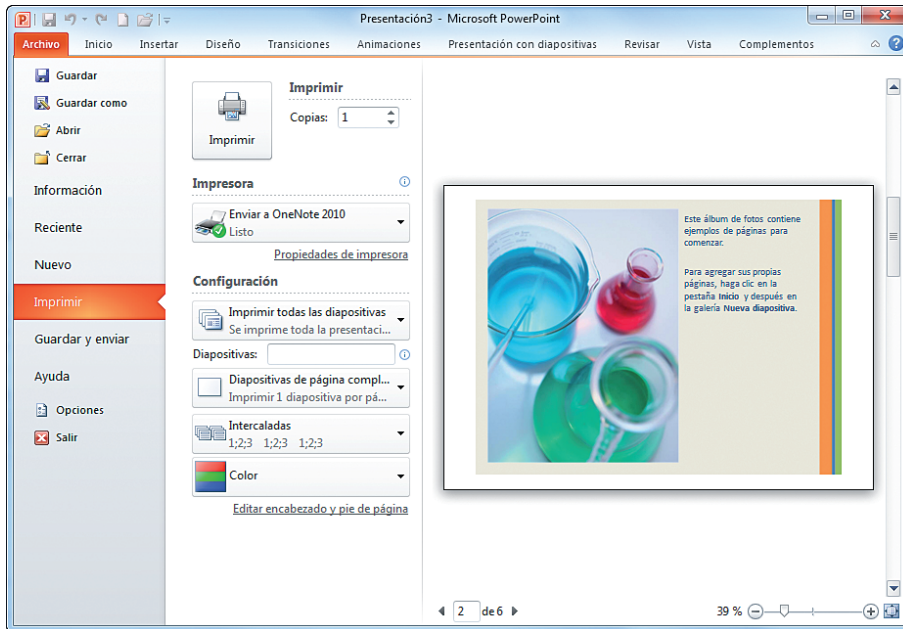 Presentación3 - Microsoft PowerPoint
Archivo Inicio Insertar Diseño Transiciones Animaciones Presentación con diapositivas Revisar Vista Complementos
Guardar
Guardar como
Abrir
Cerrar
Información
Reciente
Nuevo
Imprimir
Guardar y enviar
Ayuda
Opciones
Salir
Imprimir
Imprimir
Copias: 1
Impresora
Enviar a OneNote 2010
Listo
Propiedades de impresora
Configuración
Imprimir todas las diapositivas
Se imprime toda la presentaci...
Diapositivas:
Diapositivas de página compl...
Imprimir 1 diapositiva por pá...
Intercaladas
1;2;3 1;2;3 1;2;3
Color
Editar encabezado y pie de página
Este álbum de fotos contiene
ejemplos de páginas para
comenzar.
Para agregar sus propias
páginas, haga clic en la
pestaña Inicio y después en
la galería Nueva diapositiva.
2 de 6
39 %